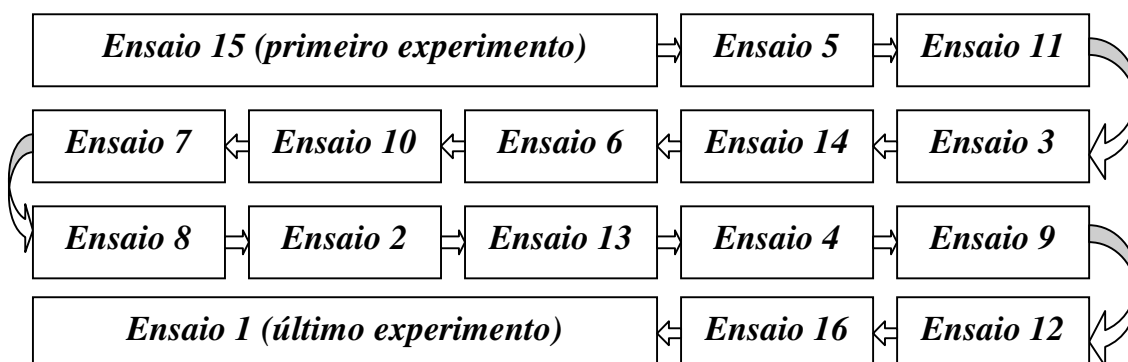 Ensaio 15 (primeiro experimento) Ensaio 5 Ensaio 11
Ensaio 7 Ensaio 10 Ensaio 6 Ensaio 14 Ensaio 3
Ensaio 8 Ensaio 2 Ensaio 13 Ensaio 4 Ensaio 9
Ensaio 1 (último experimento) Ensaio 16 Ensaio 12